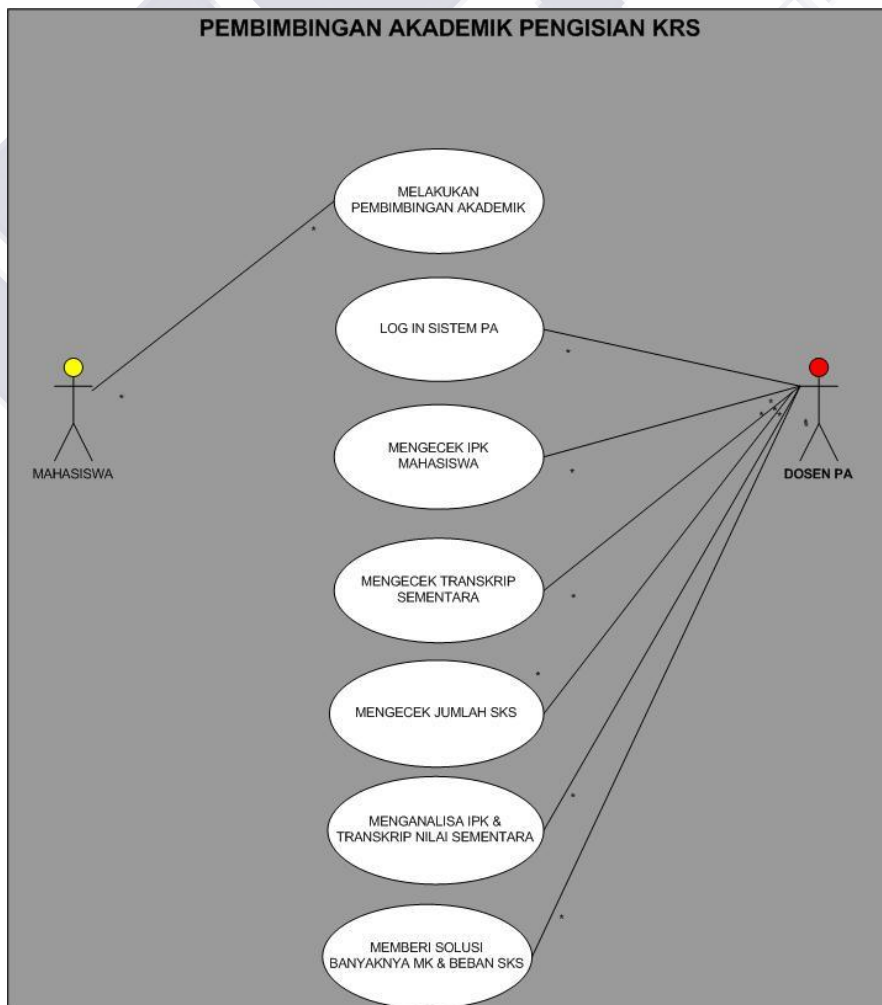 PEMBIMBINGAN AKADEMIK PENGISIAN KRS
MELAKUKAN
PEMBIMBINGAN AKADEMIK
LOG IN SISTEM PA
MENGECEK IPK
MAHASISWA
MAHASISWA
DOSEN PA
MENGECEK TRANSKRIP
SEMENTARA
MENGECEK JUMLAH SKS
MENGANALISA IPK &
TRANSKRIP NILAI SEMENTARA
MEMBERI SOLUSI
BANYAKNYA MK & BEBAN SKS